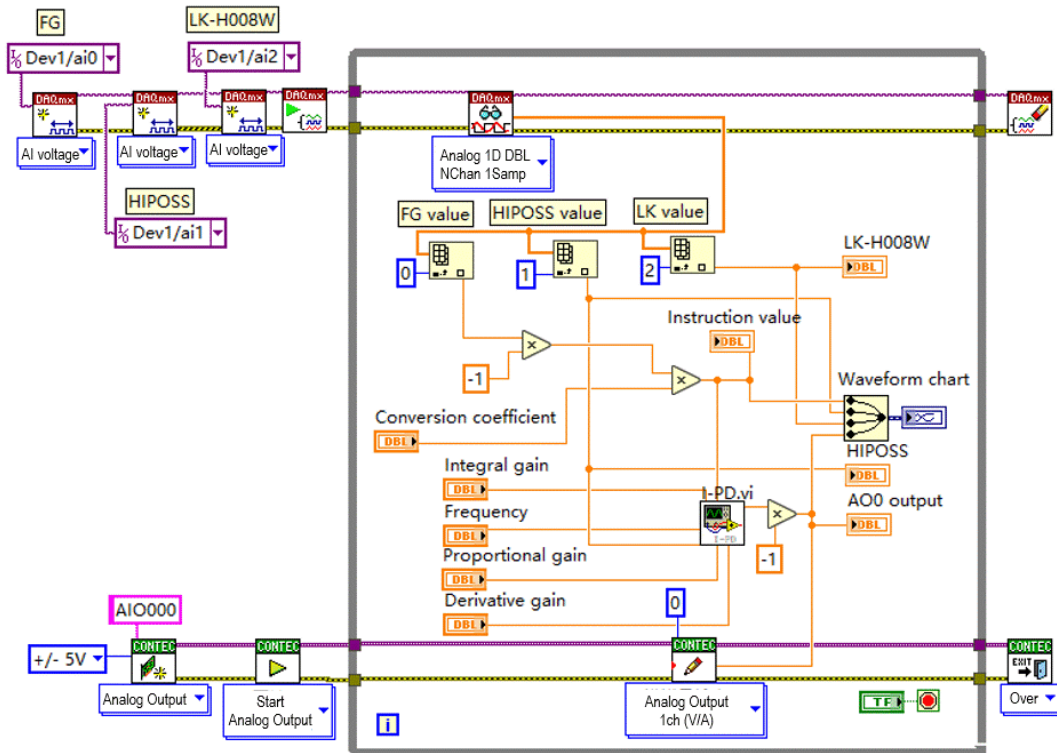 FG
LK-H008W
I/O Dev1/ai0
I/O Dev1/ai2
DAQmx
DAQmx
DAQmx
DAQmx
DAQmx
DAQmx
AI voltage
AI voltage
AI voltage
Analog 1D DBL
NChan 1Samp
HIPOSS
I/O Dev1/ai1
FG value
HIPOSS value
LK value
0
1
2
LK-H008W
DBL
Instruction value
DBL
×
-1
×
Waveform chart
Conversion coefficient
DBL
HIPOSS
DBL
Integral gain
DBL
I-PD.vi
I-PD
×
-1
AO0 output
DBL
Frequency
DBL
Proportional gain
DBL
Derivative gain
DBL
AIO000
0
+/- 5V
CONTEC
CONTEC
CONTEC
CONTEC
EXIT
Analog Output
Start
Analog Output
Analog Output
1ch (V/A)
Over
i
TF